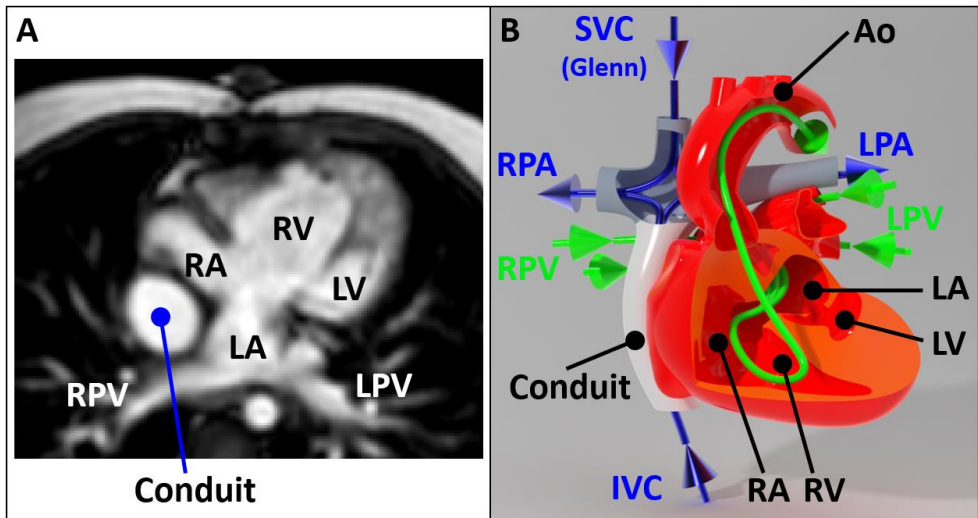 A
RV
RA
LV
LA
RPV
LPV
Conduit
B
SVC
(Glenn)
Ao
RPA
LPA
LPV
RPV
LA
LV
Conduit
IVC
RA
RV